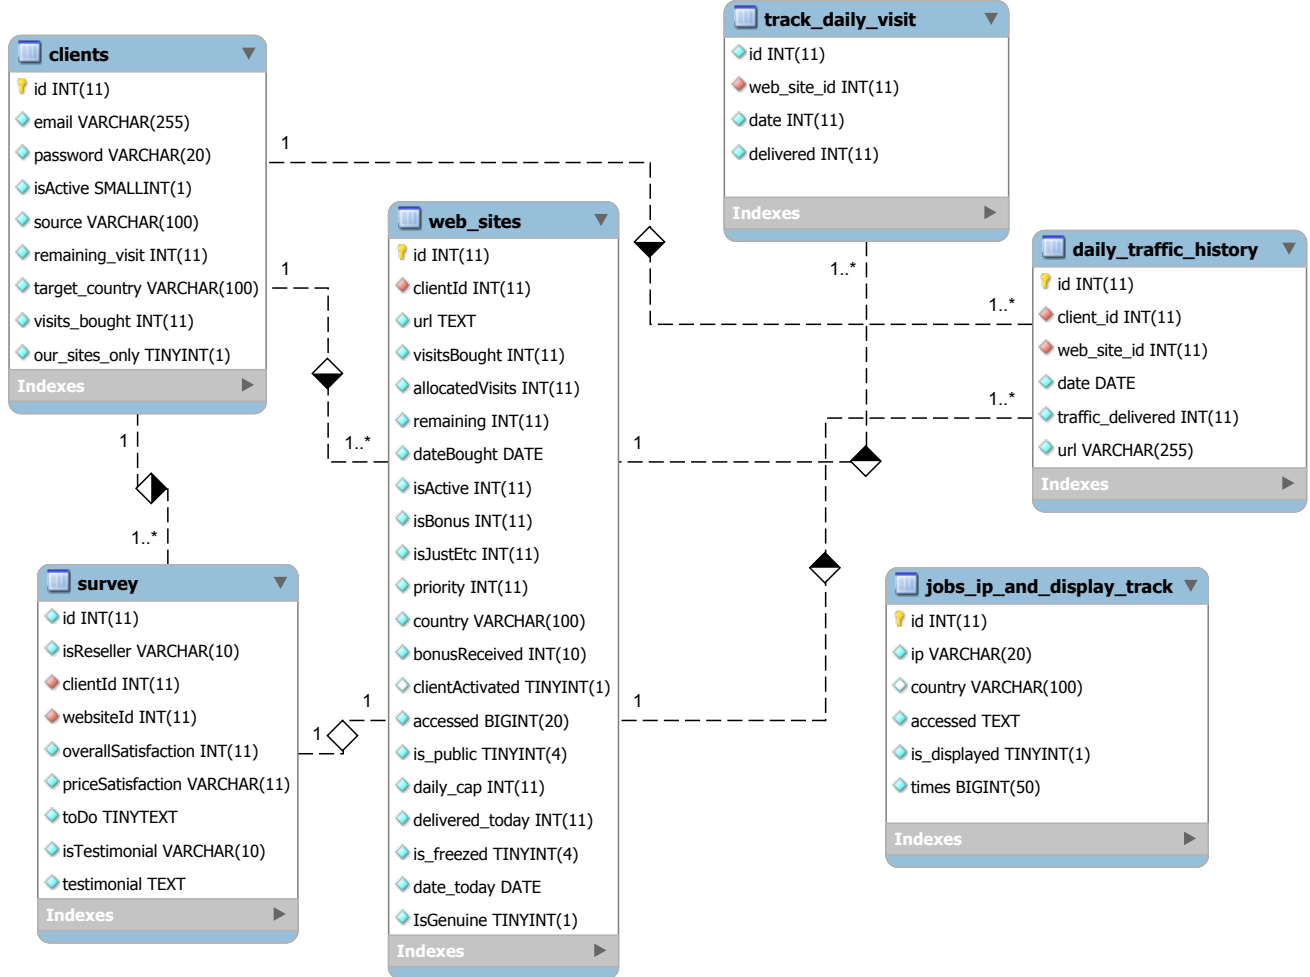 clients
id INT(11)
email VARCHAR(255)
password VARCHAR(20)
isActive SMALLINT(1)
source VARCHAR(100)
remaining_visit INT(11)
target_country VARCHAR(100)
visits_bought INT(11)
our_sites_only TINYINT(1)
Indexes
1
1
1
1..*
1..*
survey
id INT(11)
isReseller VARCHAR(10)
clientId INT(11)
websiteId INT(11)
overallSatisfaction INT(11)
priceSatisfaction VARCHAR(11)
toDo TINYTEXT
isTestimonial VARCHAR(10)
testimonial TEXT
Indexes
1
1
web_sites
id INT(11)
clientId INT(11)
url TEXT
visitsBought INT(11)
allocatedVisits INT(11)
remaining INT(11)
dateBought DATE
isActive INT(11)
isBonus INT(11)
isJustEtc INT(11)
priority INT(11)
country VARCHAR(100)
bonusReceived INT(10)
clientActivated TINYINT(1)
accessed BIGINT(20)
is_public TINYINT(4)
daily_cap INT(11)
delivered_today INT(11)
is_freezed TINYINT(4)
date_today DATE
IsGenuine TINYINT(1)
Indexes
1
1
track_daily_visit
id INT(11)
web_site_id INT(11)
date INT(11)
delivered INT(11)
Indexes
1..*
1..*
1..*
daily_traffic_history
id INT(11)
client_id INT(11)
web_site_id INT(11)
date DATE
traffic_delivered INT(11)
url VARCHAR(255)
Indexes
jobs_ip_and_display_track
id INT(11)
ip VARCHAR(20)
country VARCHAR(100)
accessed TEXT
is_displayed TINYINT(1)
times BIGINT(50)
Indexes